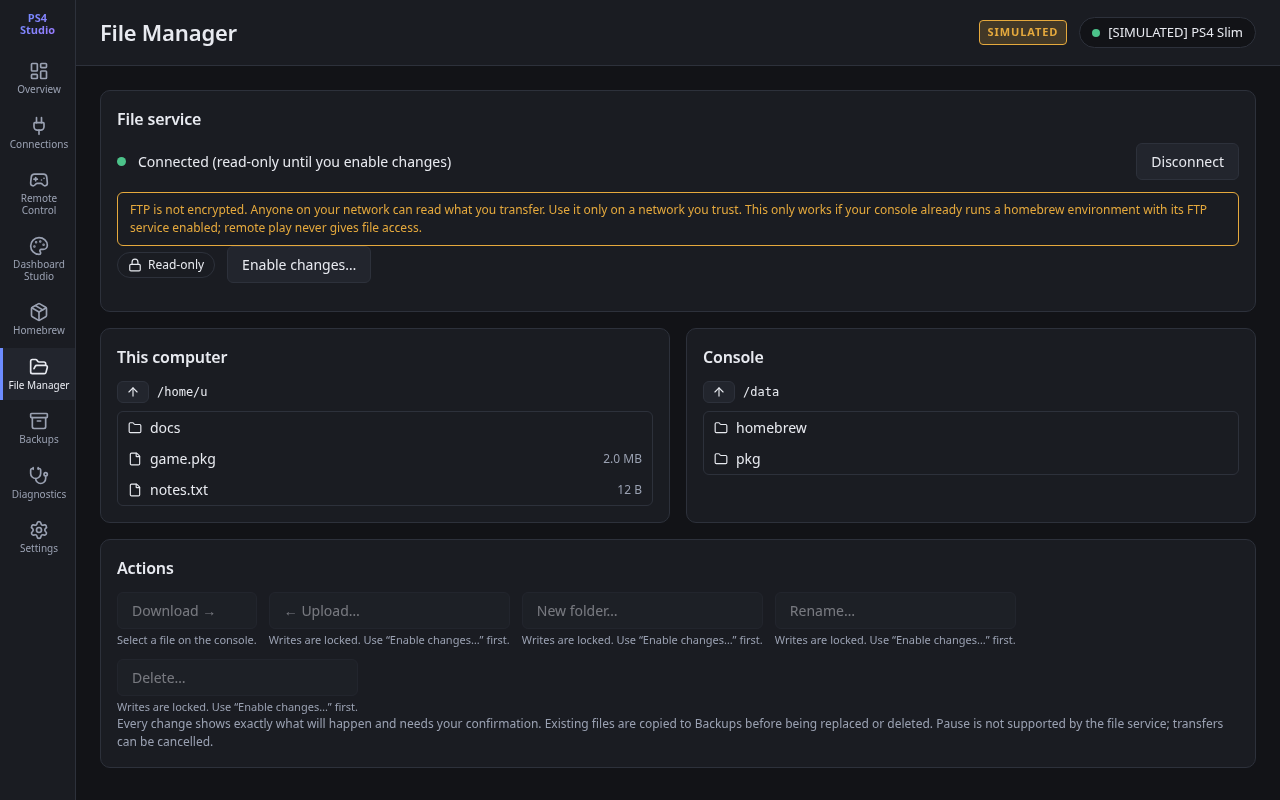 PS4
Studio
File Manager
SIMULATED
[SIMULATED] PS4 Slim
Overview
Connections
Remote
Control
Dashboard
Studio
Homebrew
File Manager
Backups
Diagnostics
Settings
File service
Connected (read-only until you enable changes)
Disconnect
FTP is not encrypted. Anyone on your network can read what you transfer. Use it only on a network you trust. This only works if your console already runs a homebrew environment with its FTP
service enabled; remote play never gives file access.
Read-only
Enable changes…
This computer
/home/u
docs
game.pkg 2.0 MB
notes.txt 12 B
Console
/data
homebrew
pkg
Actions
Download →
← Upload…
New folder…
Rename…
Select a file on the console.
Writes are locked. Use “Enable changes…” first.
Writes are locked. Use “Enable changes…” first.
Writes are locked. Use “Enable changes…” first.
Delete…
Writes are locked. Use “Enable changes…” first.
Every change shows exactly what will happen and needs your confirmation. Existing files are copied to Backups before being replaced or deleted. Pause is not supported by the file service; transfers
can be cancelled.